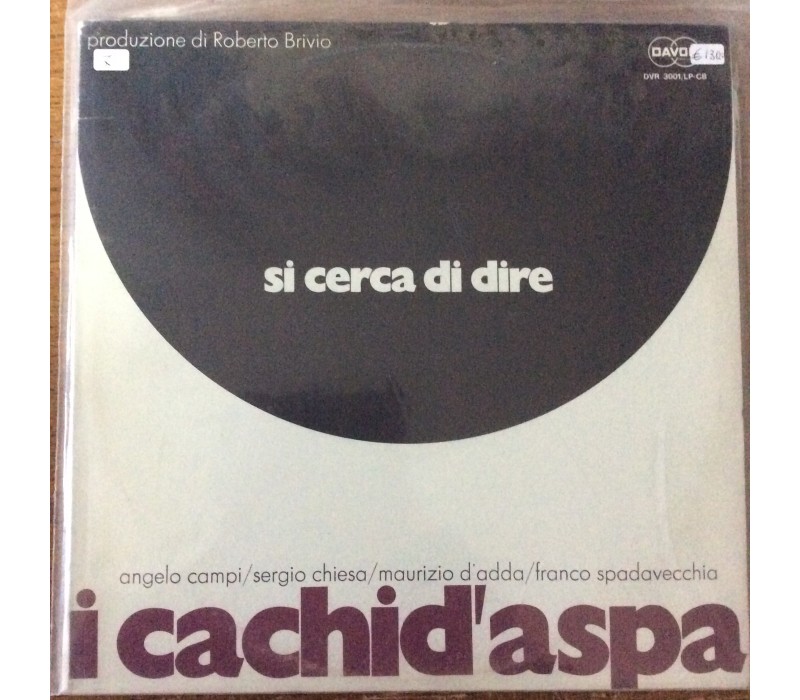 produzione di Roberto Brivio
DAVO
€ 130.
DVR 3001/LP-CB
si cerca di dire
angelo campi/sergio chiesa/maurizio d'adda/franco spadavecchia
i cachid'aspa